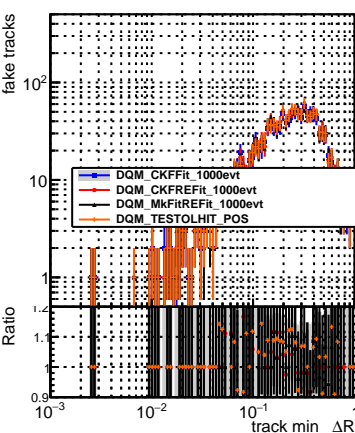 fake tracks
10²
10
1
DQM_CKFFit_1000evt
DQM_CKFREFit_1000evt
DQM_MkFitREFit_1000evt
DQM_TESTOLHIT_POS
Ratio
1.2
1.1
1
0.9
10⁻³ 10⁻² 10⁻¹ 1
track min ΔR